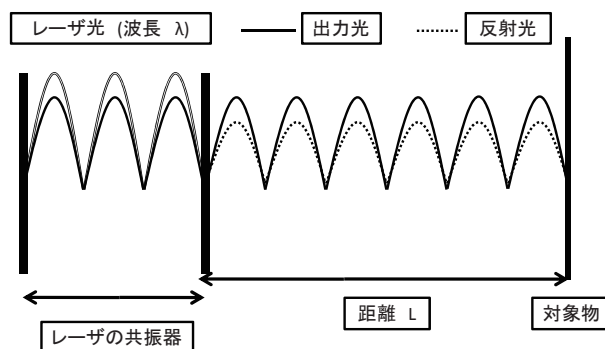 レーザ光 (波長 λ)
出力光
反射光
距離 L
対象物
レーザの共振器